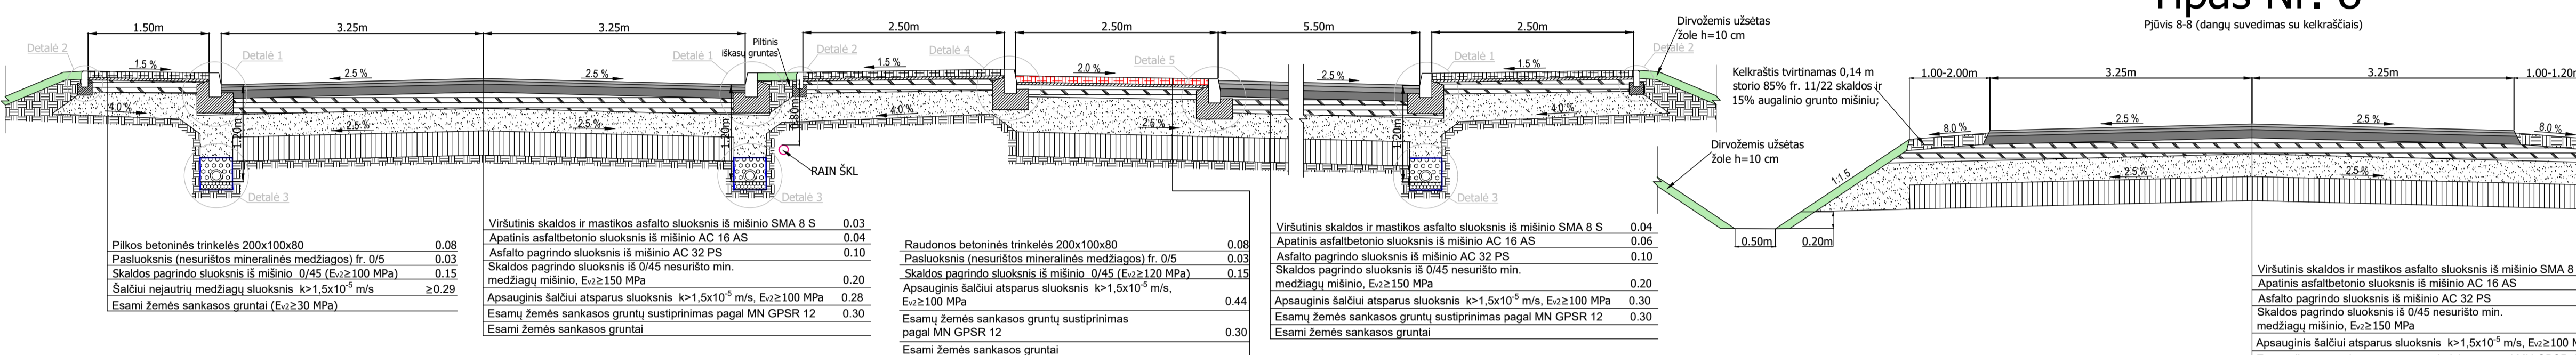 Tipas Nr. 6
Pjūvis 8-8 (dangų suvedimas su kelkraščiais)
1.50m
3.25m
3.25m
2.50m
2.50m
5.50m
2.50m
Detalė 2
Detalė 1
Detalė 1
Piltinis
iškasų gruntas
Detalė 2
Detalė 4
Detalė 5
Detalė 1
Detalė 2
Dirvožemis užsėtas
žole h=10 cm
1.5 %
2.5 %
2.5 %
1.5 %
2.0 %
2.5 %
1.5 %
4.0 %
2.5 %
2.5 %
4.0 %
2.5 %
4.0 %
1.20m
1.20m
0.80m
1.20m
RAIN ŠKL
Detalė 3
Detalė 3
Detalė 3
Kelkraštis tvirtinamas 0,14 m
storio 85% fr. 11/22 skaldos ir
15% augalinio grunto mišiniu;
Dirvožemis užsėtas
žole h=10 cm
1.00-2.00m
3.25m
3.25m
1.00-1.20m
8.0 %
2.5 %
2.5 %
8.0 %
1:1.5
2.5 %
2.5 %
0.50m
0.20m
Pilkos betoninės trinkelės 200x100x80 0.08
Pasluoksnis (nesurištos mineralinės medžiagos) fr. 0/5 0.03
Skaldos pagrindo sluoksnis iš mišinio 0/45 (Ev2≥100 MPa) 0.15
Šalčiui nejautrių medžiagų sluoksnis k>1,5x10⁻⁵ m/s ≥0.29
Esami žemės sankasos gruntai (Ev2≥30 MPa)
Viršutinis skaldos ir mastikos asfalto sluoksnis iš mišinio SMA 8 S 0.03
Apatinis asfaltbetonio sluoksnis iš mišinio AC 16 AS 0.04
Asfalto pagrindo sluoksnis iš mišinio AC 32 PS 0.10
Skaldos pagrindo sluoksnis iš 0/45 nesurišto min.
medžiagų mišinio, Ev2≥150 MPa 0.20
Apsauginis šalčiui atsparus sluoksnis k>1,5x10⁻⁵ m/s, Ev2≥100 MPa 0.28
Esamų žemės sankasos gruntų sustiprinimas pagal MN GPSR 12 0.30
Esami žemės sankasos gruntai
Raudonos betoninės trinkelės 200x100x80 0.08
Pasluoksnis (nesurištos mineralinės medžiagos) fr. 0/5 0.03
Skaldos pagrindo sluoksnis iš mišinio 0/45 (Ev2≥120 MPa) 0.15
Apsauginis šalčiui atsparus sluoksnis k>1,5x10⁻⁵ m/s,
Ev2≥100 MPa 0.44
Esamų žemės sankasos gruntų sustiprinimas
pagal MN GPSR 12 0.30
Esami žemės sankasos gruntai
Viršutinis skaldos ir mastikos asfalto sluoksnis iš mišinio SMA 8 S 0.04
Apatinis asfaltbetonio sluoksnis iš mišinio AC 16 AS 0.06
Asfalto pagrindo sluoksnis iš mišinio AC 32 PS 0.10
Skaldos pagrindo sluoksnis iš 0/45 nesurišto min.
medžiagų mišinio, Ev2≥150 MPa 0.20
Apsauginis šalčiui atsparus sluoksnis k>1,5x10⁻⁵ m/s, Ev2≥100 MPa 0.30
Esamų žemės sankasos gruntų sustiprinimas pagal MN GPSR 12 0.30
Esami žemės sankasos gruntai
Viršutinis skaldos ir mastikos asfalto sluoksnis iš mišinio SMA 8
Apatinis asfaltbetonio sluoksnis iš mišinio AC 16 AS
Asfalto pagrindo sluoksnis iš mišinio AC 32 PS
Skaldos pagrindo sluoksnis iš 0/45 nesurišto min.
medžiagų mišinio, Ev2≥150 MPa
Apsauginis šalčiui atsparus sluoksnis k>1,5x10⁻⁵ m/s, Ev2≥100